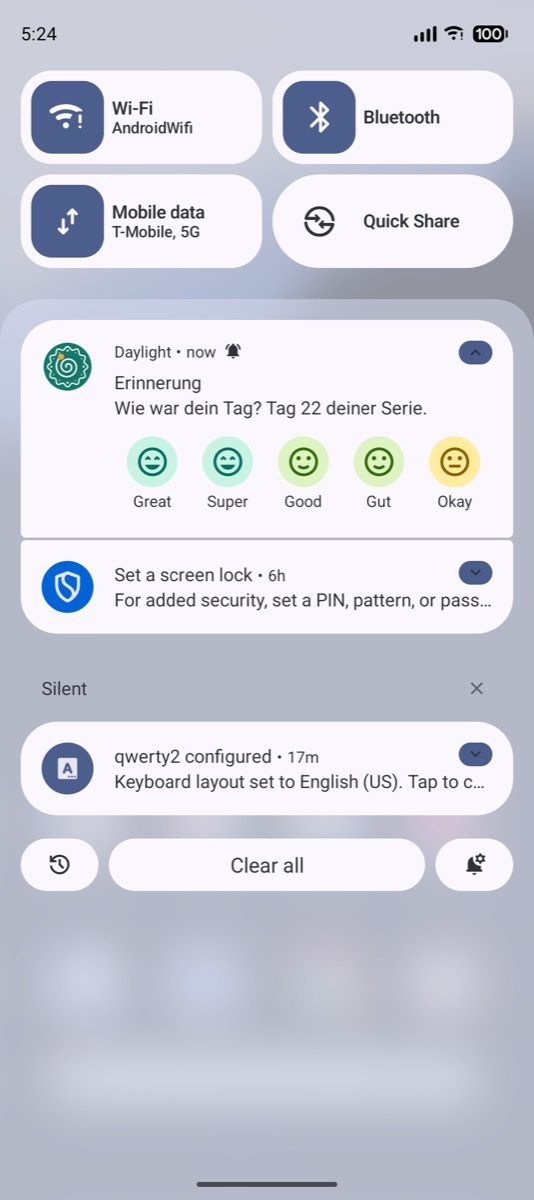 5:24
100
Wi-Fi
AndroidWifi
Bluetooth
Mobile data
T-Mobile, 5G
Quick Share
Daylight • now
Erinnerung
Wie war dein Tag? Tag 22 deiner Serie.
Great
Super
Good
Gut
Okay
Set a screen lock • 6h
For added security, set a PIN, pattern, or pass…
Silent
A
qwerty2 configured • 17m
Keyboard layout set to English (US). Tap to c…
Clear all